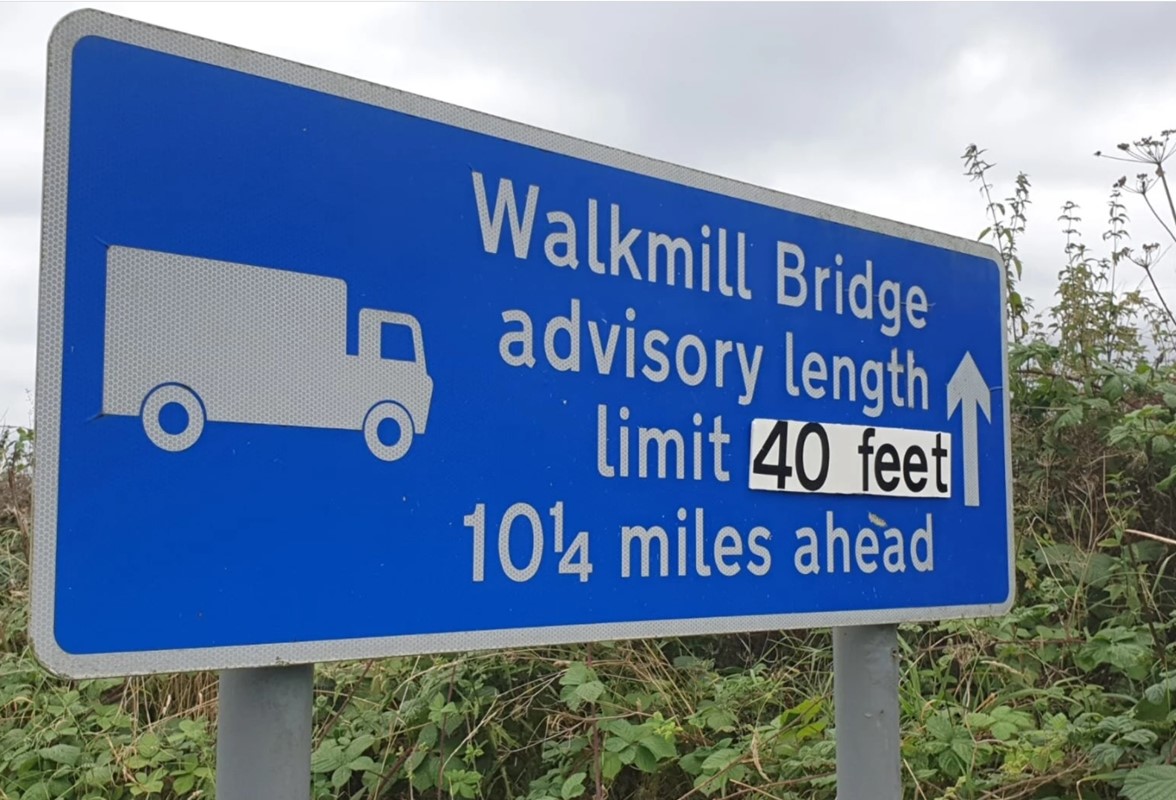 Walkmill Bridge
advisory length
limit 40 feet
10¼ miles ahead